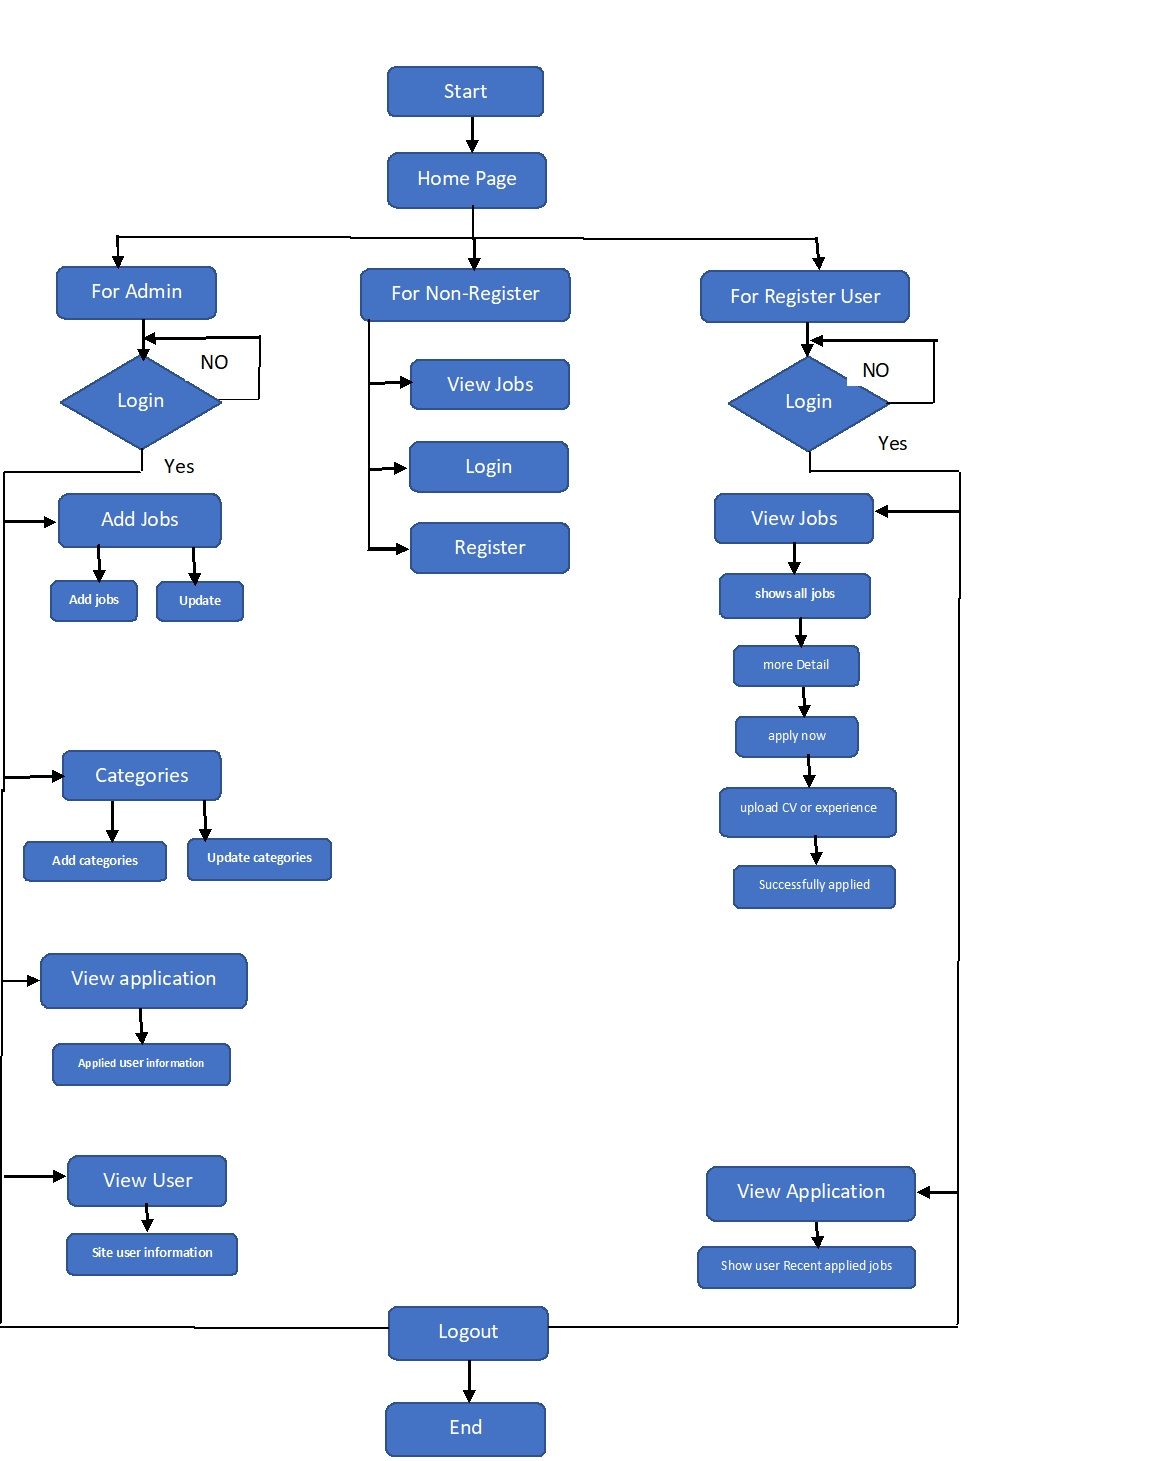 Start
Home Page
For Admin
For Non-Register
For Register User
NO
Login
Yes
View Jobs
Login
Register
NO
Login
Yes
Add Jobs
Add jobs
Update
Categories
Add categories
Update categories
View application
Applied user information
View User
Site user information
View Jobs
shows all jobs
more Detail
apply now
upload CV or experience
Successfully applied
View Application
Show user Recent applied jobs
Logout
End